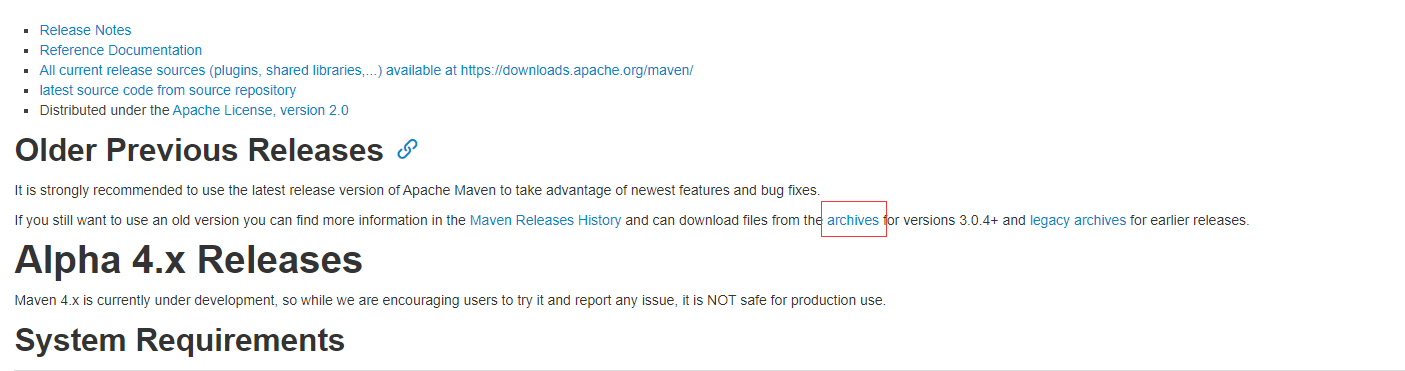 Release Notes
Reference Documentation
All current release sources (plugins, shared libraries,...) available at https://downloads.apache.org/maven/
latest source code from source repository
Distributed under the Apache License, version 2.0
Older Previous Releases
It is strongly recommended to use the latest release version of Apache Maven to take advantage of newest features and bug fixes.
If you still want to use an old version you can find more information in the Maven Releases History and can download files from the archives for versions 3.0.4+ and legacy archives for earlier releases.
Alpha 4.x Releases
Maven 4.x is currently under development, so while we are encouraging users to try it and report any issue, it is NOT safe for production use.
System Requirements